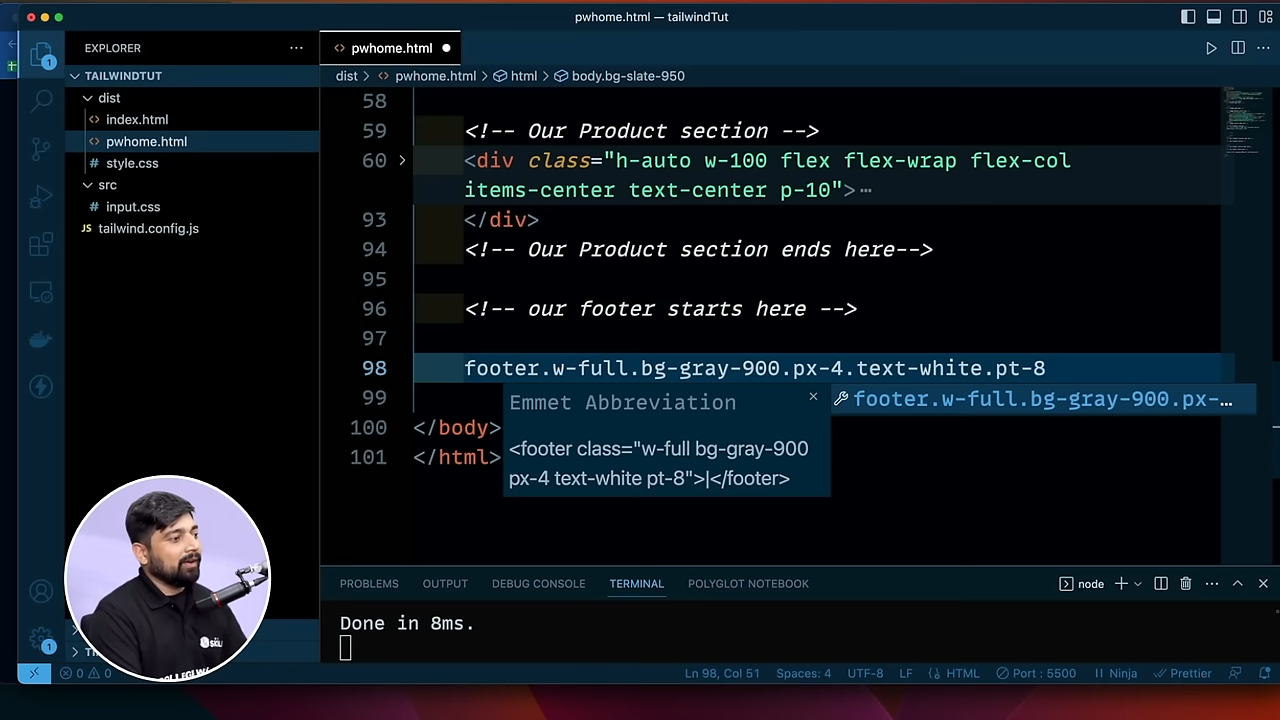 pwhome.html — tailwindTut
EXPLORER
pwhome.html
TAILWINDTUT
dist
index.html
pwhome.html
style.css
src
input.css
tailwind.config.js
dist > pwhome.html > html > body.bg-slate-950
58
59 <!-- Our Product section -->
60 <div class="h-auto w-100 flex flex-wrap flex-col
items-center text-center p-10">…
93 </div>
94 <!-- Our Product section ends here-->
95
96 <!-- our footer starts here -->
97
98 footer.w-full.bg-gray-900.px-4.text-white.pt-8
99
100 </body>
101 </html>
Emmet Abbreviation
<footer class="w-full bg-gray-900
px-4 text-white pt-8">|</footer>
footer.w-full.bg-gray-900.px-…
PROBLEMS OUTPUT DEBUG CONSOLE TERMINAL POLYGLOT NOTEBOOK
node
Done in 8ms.
1
1
0 0
Ln 98, Col 51 Spaces: 4 UTF-8 LF HTML Port : 5500 Ninja Prettier